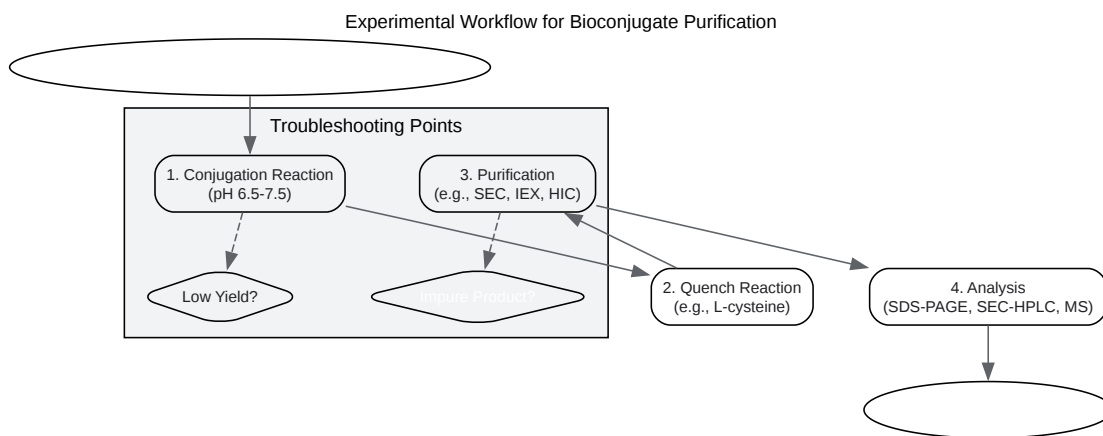 Experimental Workflow for Bioconjugate Purification
Troubleshooting Points
1. Conjugation Reaction
(pH 6.5-7.5)
3. Purification
(e.g., SEC, IEX, HIC)
Low Yield?
Impure Product?
2. Quench Reaction
(e.g., L-cysteine)
4. Analysis
(SDS-PAGE, SEC-HPLC, MS)